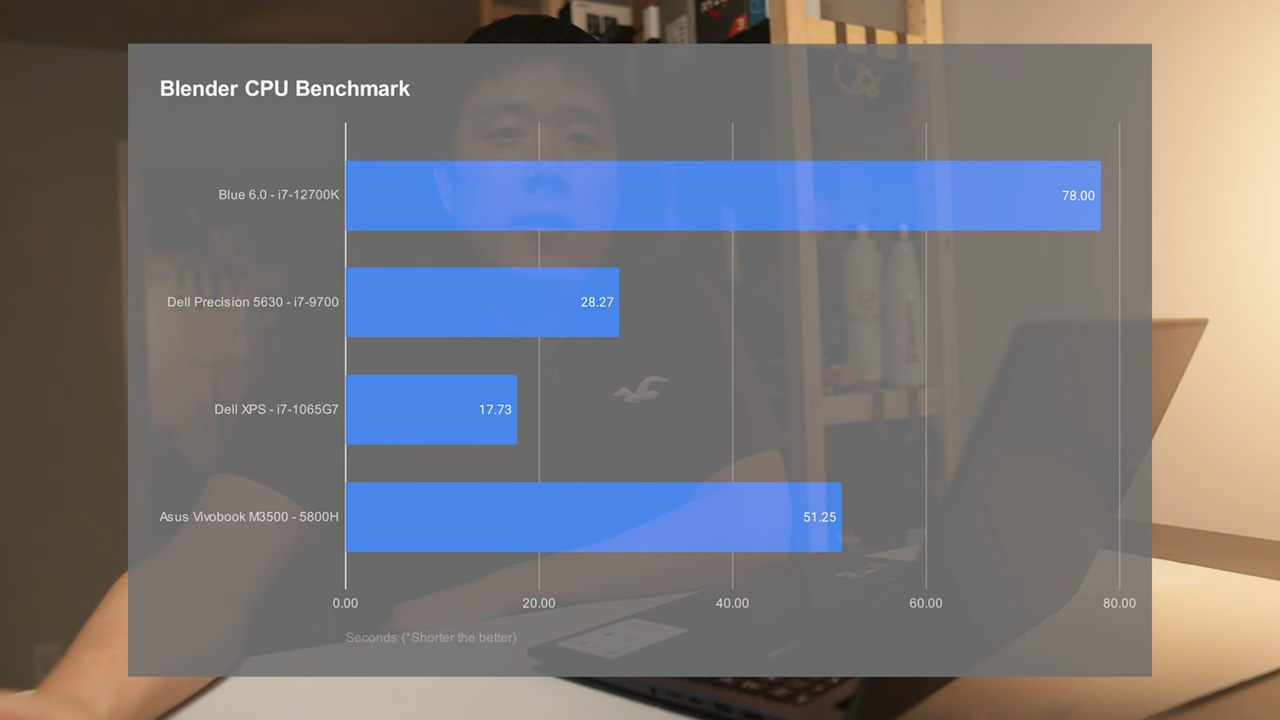 Blender CPU Benchmark
Blue 6.0 - i7-12700K
78.00
Dell Precision 5630 - i7-9700
28.27
Dell XPS - i7-1065G7
17.73
Asus Vivobook M3500 - 5800H
51.25
0.00 20.00 40.00 60.00 80.00
Seconds (*Shorter the better)